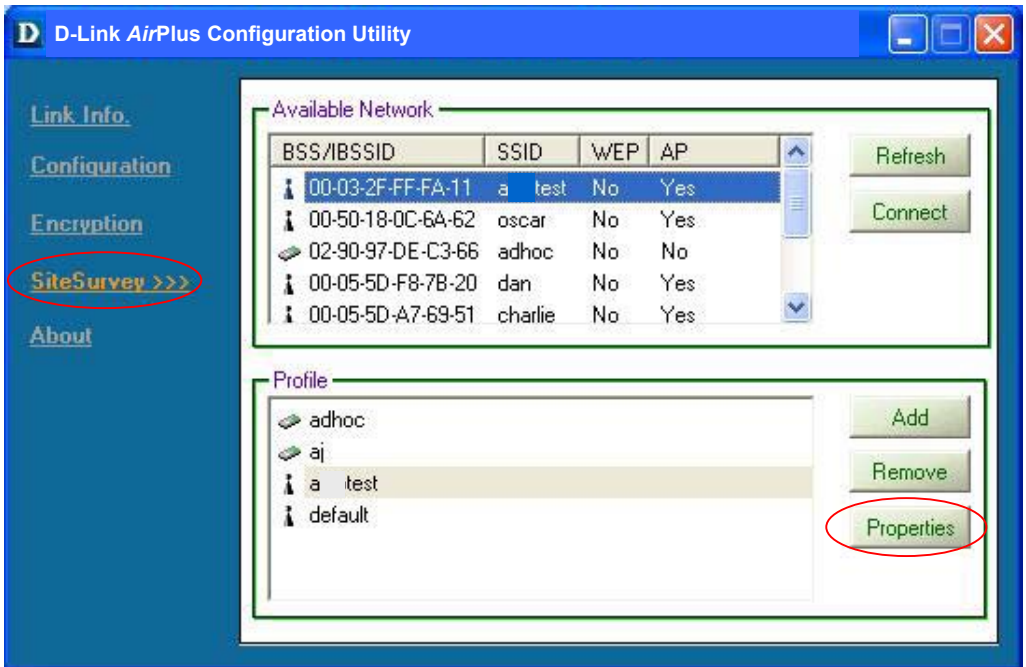 D D-Link AirPlus Configuration Utility
Link Info.
Configuration
Encryption
SiteSurvey >>>
About
Available Network
BSS/IBSSID SSID WEP AP
00-03-2F-FF-FA-11 a test No Yes
00-50-18-0C-6A-62 oscar No Yes
02-90-97-DE-C3-66 adhoc No No
00-05-5D-F8-7B-20 dan No Yes
00-05-5D-A7-69-51 charlie No Yes
Refresh
Connect
Profile
adhoc
aj
a test
default
Add
Remove
Properties